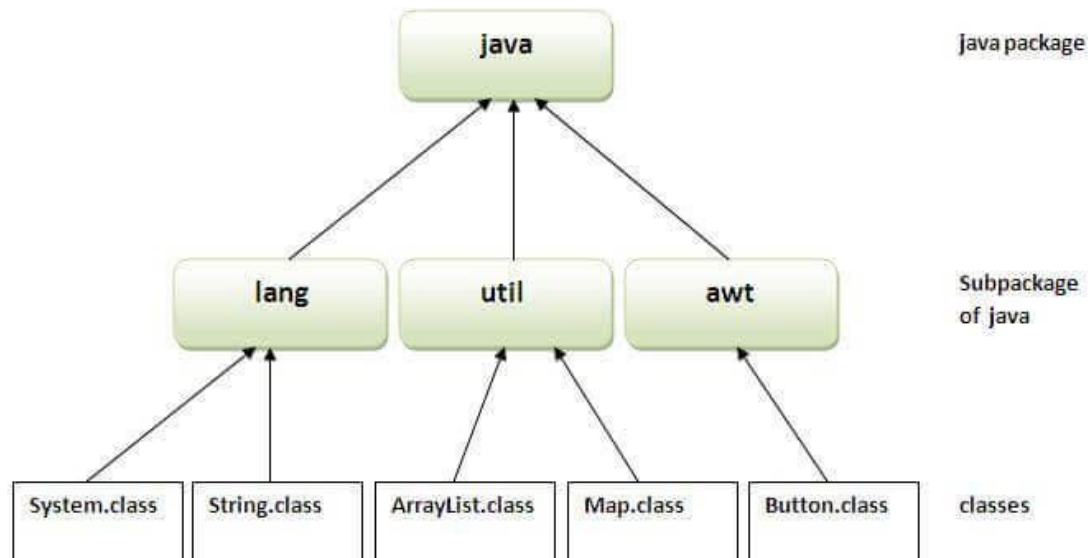 java
java package
lang
util
awt
Subpackage
of java
System.class
String.class
ArrayList.class
Map.class
Button.class
classes